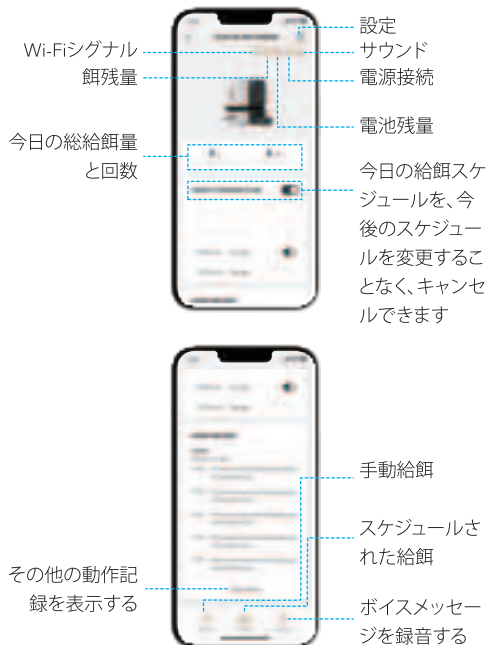 設定
Wi-Fiシグナル
サウンド
餌残量
電源接続
電池残量
今日の総給餌量
と回数
今日の給餌スケ
ジュールを、今
後のスケジュー
ルを変更するこ
となく、キャンセ
ルできます
手動給餌
スケジュールさ
れた給餌
その他の動作記
録を表示する
ボイスメッセー
ジを録音する